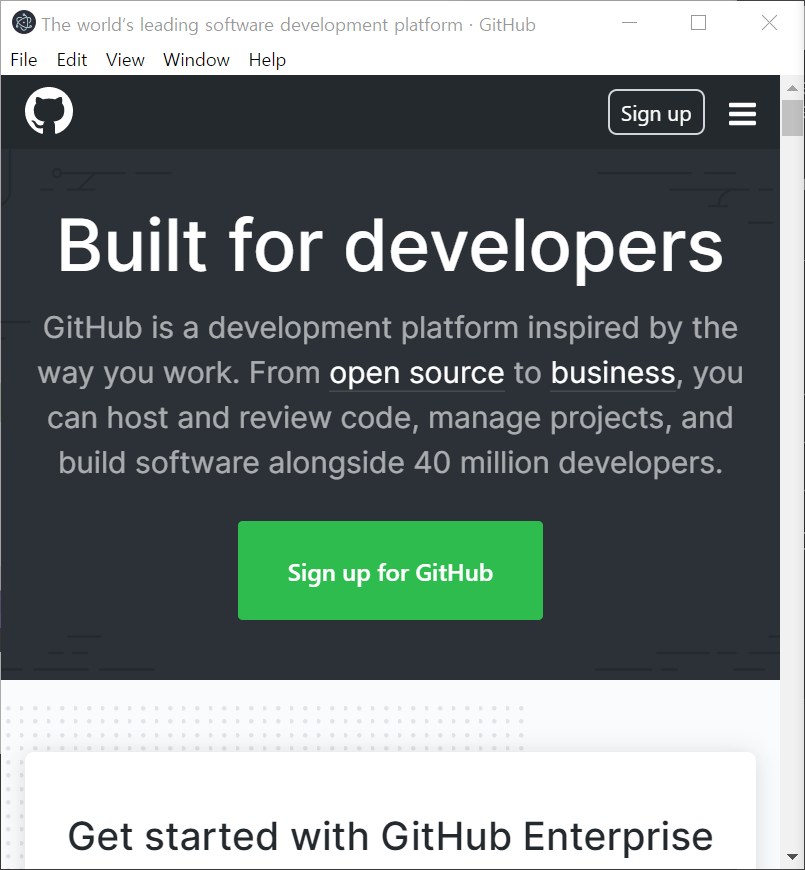 The world's leading software development platform · GitHub
File Edit View Window Help
Sign up
Built for developers
GitHub is a development platform inspired by the
way you work. From open source to business, you
can host and review code, manage projects, and
build software alongside 40 million developers.
Sign up for GitHub
Get started with GitHub Enterprise